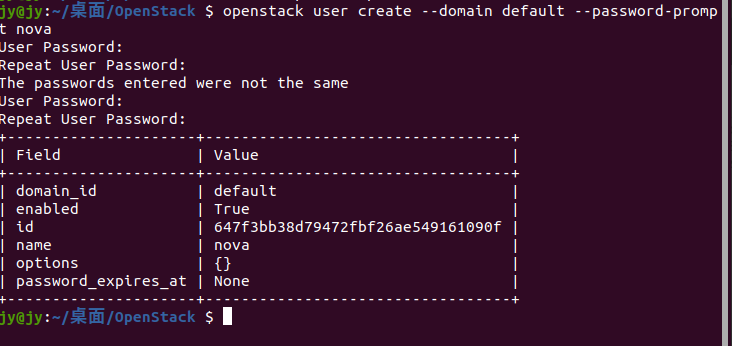 jy@jy:~/桌面/OpenStack $ openstack user create --domain default --password-promp
t nova
User Password:
Repeat User Password:
The passwords entered were not the same
User Password:
Repeat User Password:
+---------------------+----------------------------------+
| Field               | Value                            |
+---------------------+----------------------------------+
| domain_id           | default                          |
| enabled             | True                             |
| id                  | 647f3bb38d79472fbf26ae549161090f |
| name                | nova                             |
| options             | {}                               |
| password_expires_at | None                             |
+---------------------+----------------------------------+
jy@jy:~/桌面/OpenStack $